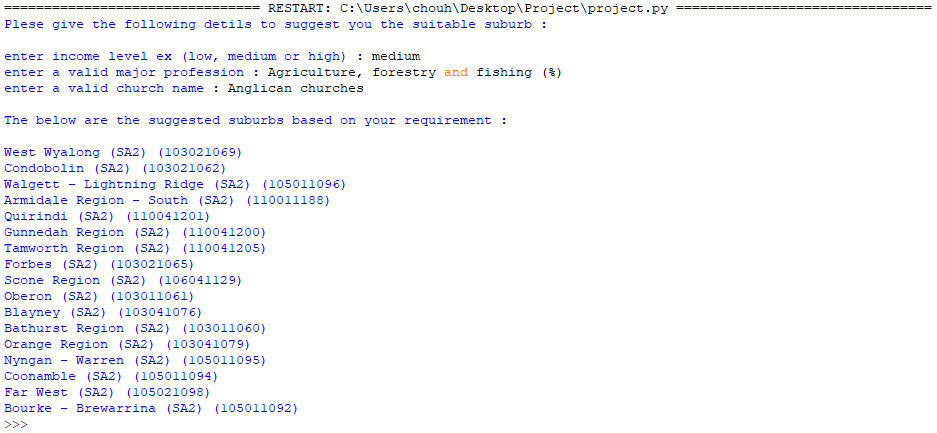 ================================ RESTART: C:\Users\chouh\Desktop\Project\project.py ================================
Plese give the following detils to suggest you the suitable suburb :
enter income level ex (low, medium or high) : medium
enter a valid major profession : Agriculture, forestry and fishing (%)
enter a valid church name : Anglican churches
The below are the suggested suburbs based on your requirement :
West Wyalong (SA2) (103021069)
Condobolin (SA2) (103021062)
Walgett - Lightning Ridge (SA2) (105011096)
Armidale Region - South (SA2) (110011188)
Quirindi (SA2) (110041201)
Gunnedah Region (SA2) (110041200)
Tamworth Region (SA2) (110041205)
Forbes (SA2) (103021065)
Scone Region (SA2) (106041129)
Oberon (SA2) (103011061)
Blayney (SA2) (103041076)
Bathurst Region (SA2) (103011060)
Orange Region (SA2) (103041079)
Nyngan - Warren (SA2) (105011095)
Coonamble (SA2) (105011094)
Far West (SA2) (105021098)
Bourke - Brewarrina (SA2) (105011092)
>>>